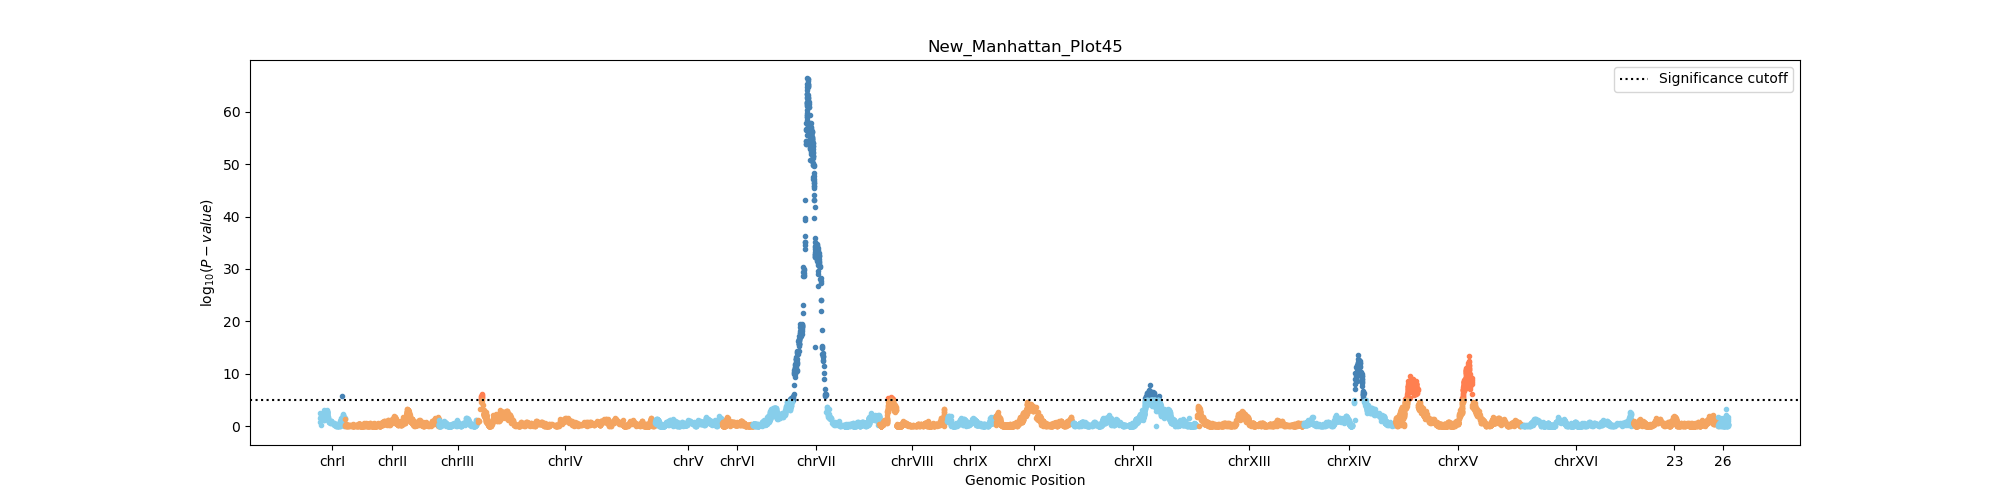 New_Manhattan_Plot45
Significance cutoff
log₁₀(P − value)
60
50
40
30
20
10
0
chrI chrII chrIII chrIV chrV chrVI chrVII chrVIII chrIX chrXI chrXII chrXIII chrXIV chrXV chrXVI 23 26
Genomic Position